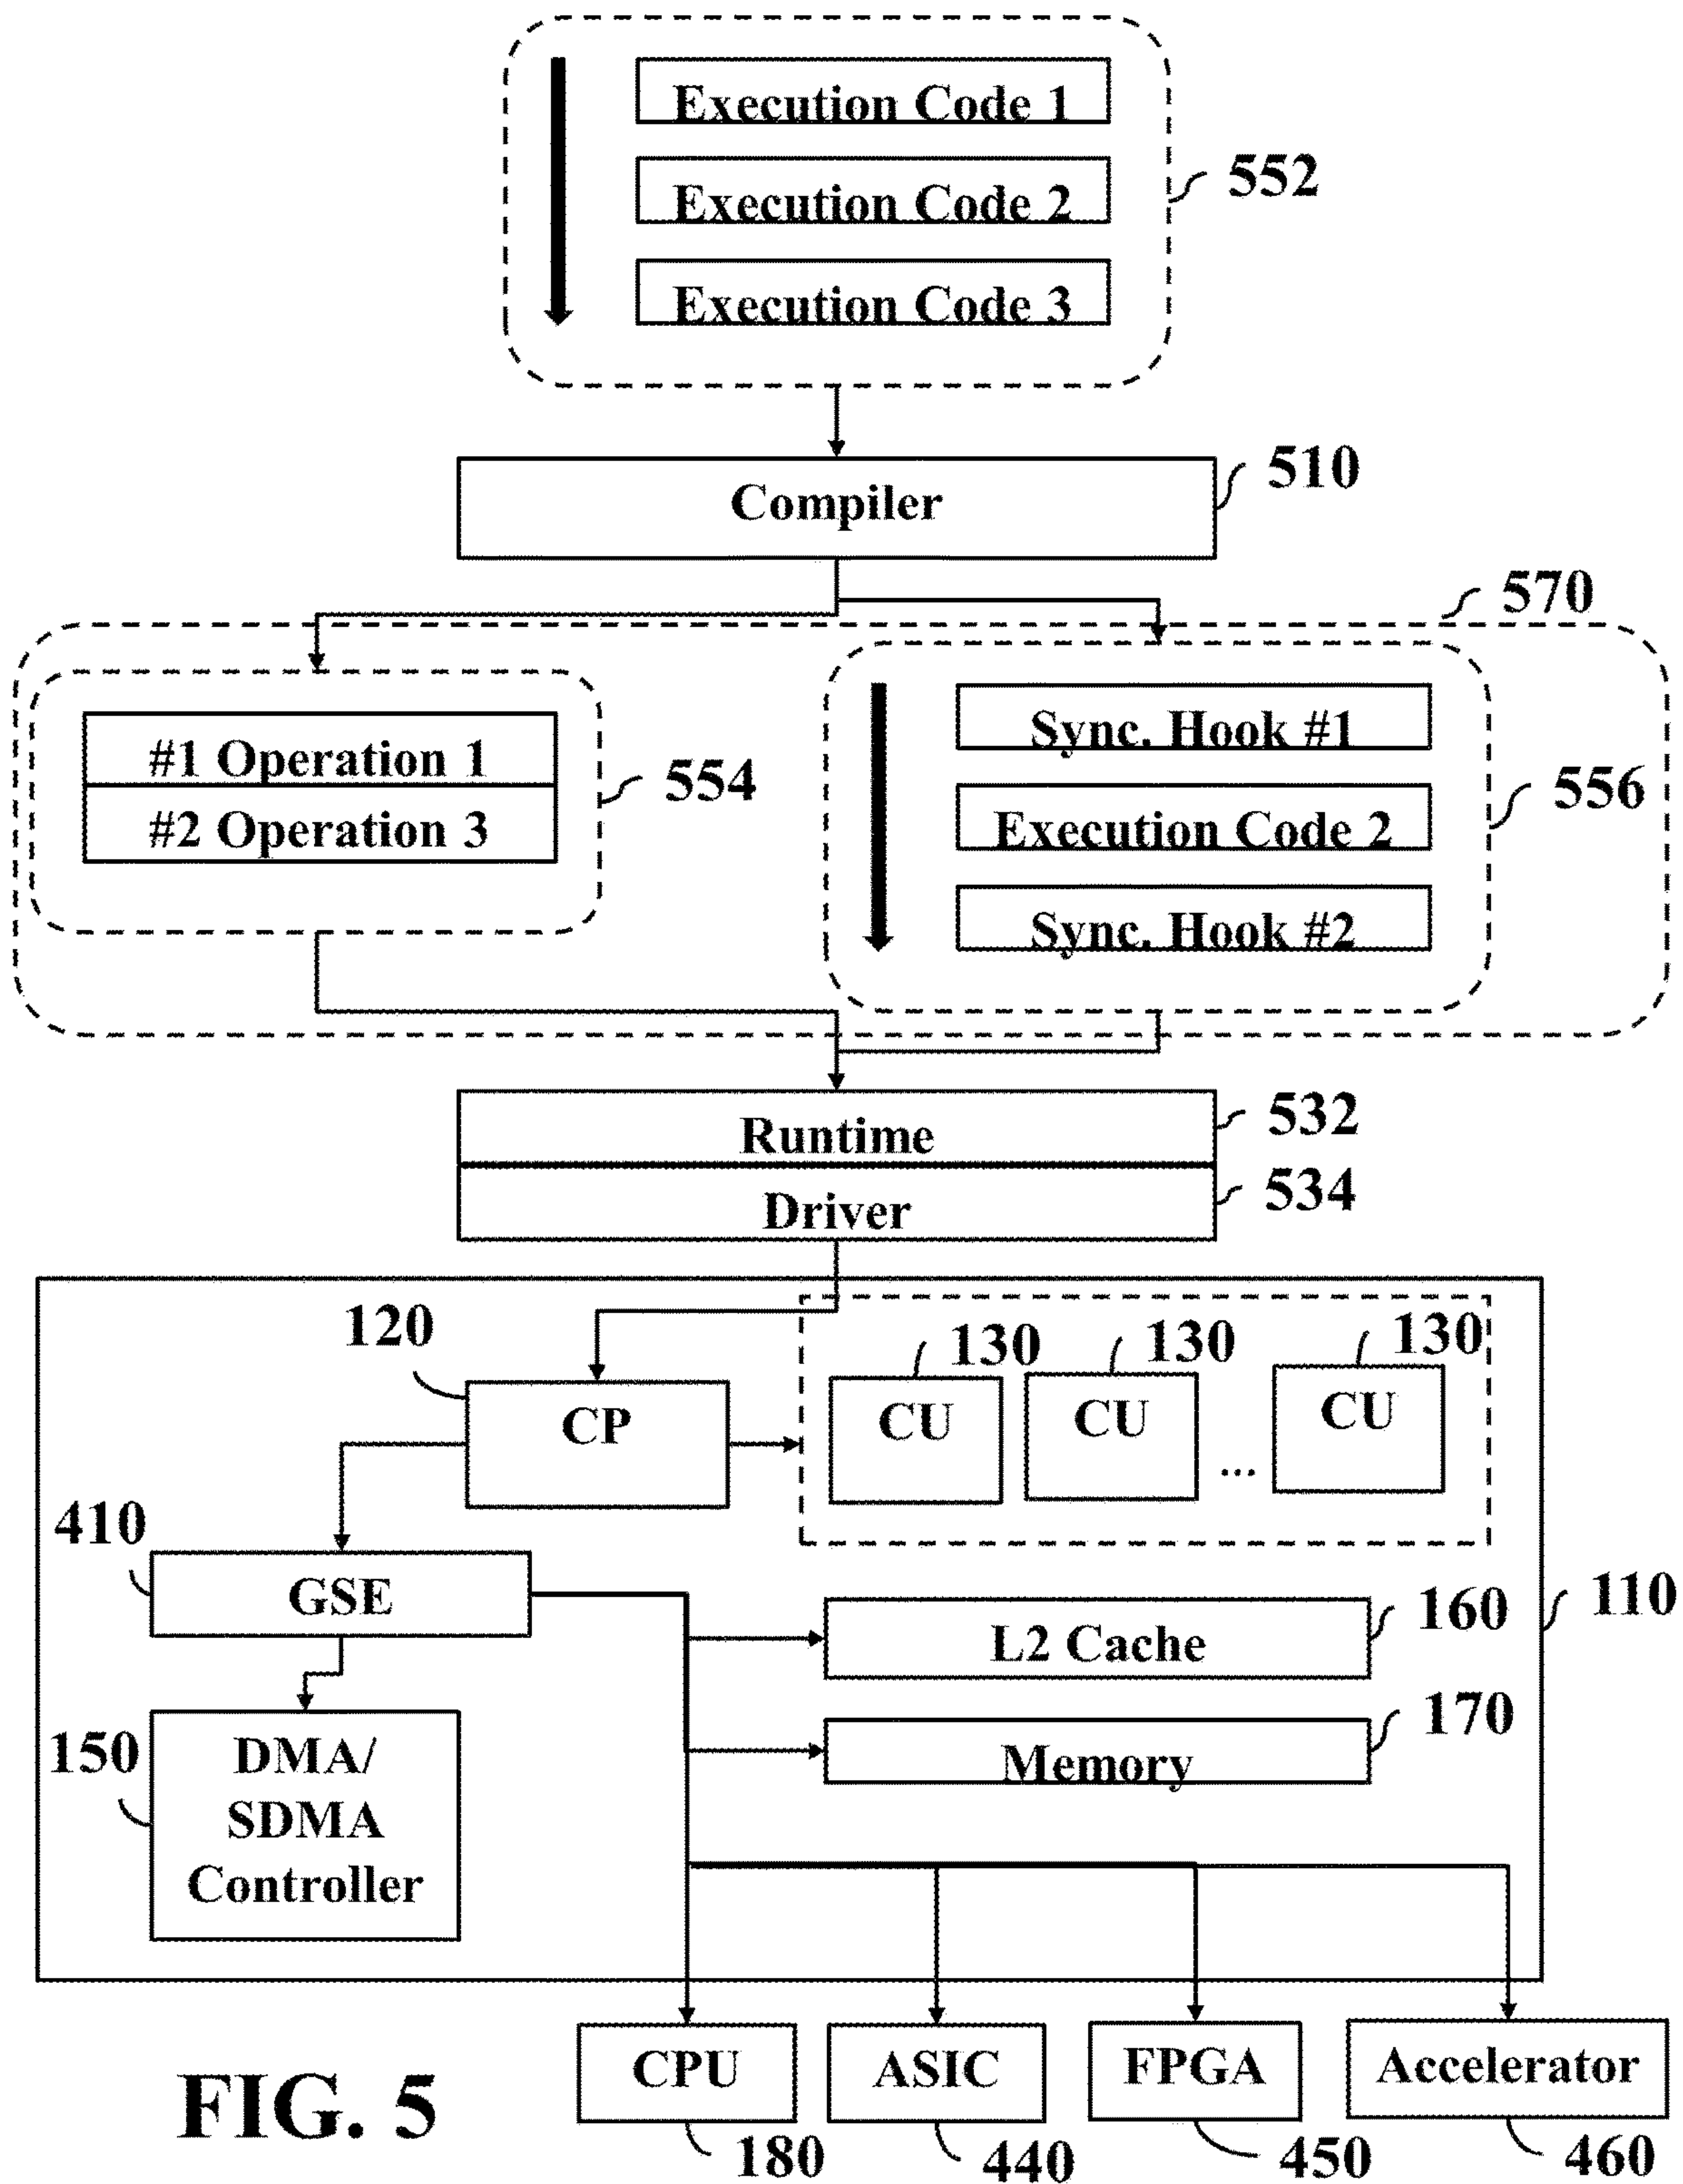 Execution Code 1
Execution Code 2
552
Execution Code 3
510
Compiler
570
#1 Operation 1
#2 Operation 3
554
Sync. Hook #1
Execution Code 2
Sync. Hook #2
556
532
Runtime
534
Driver
120
CP
130
130
130
CU
CU
...
CU
410
GSE
110
160
L2 Cache
170
Memory
150
DMA/
SDMA
Controller
CPU
ASIC
FPGA
Accelerator
FIG. 5
180
440
450
460